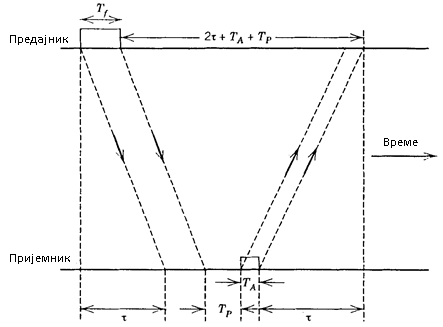 T_f
Предајник
2τ + T_A + T_P
Време
Пријемник
T_A
τ
T_P
τ